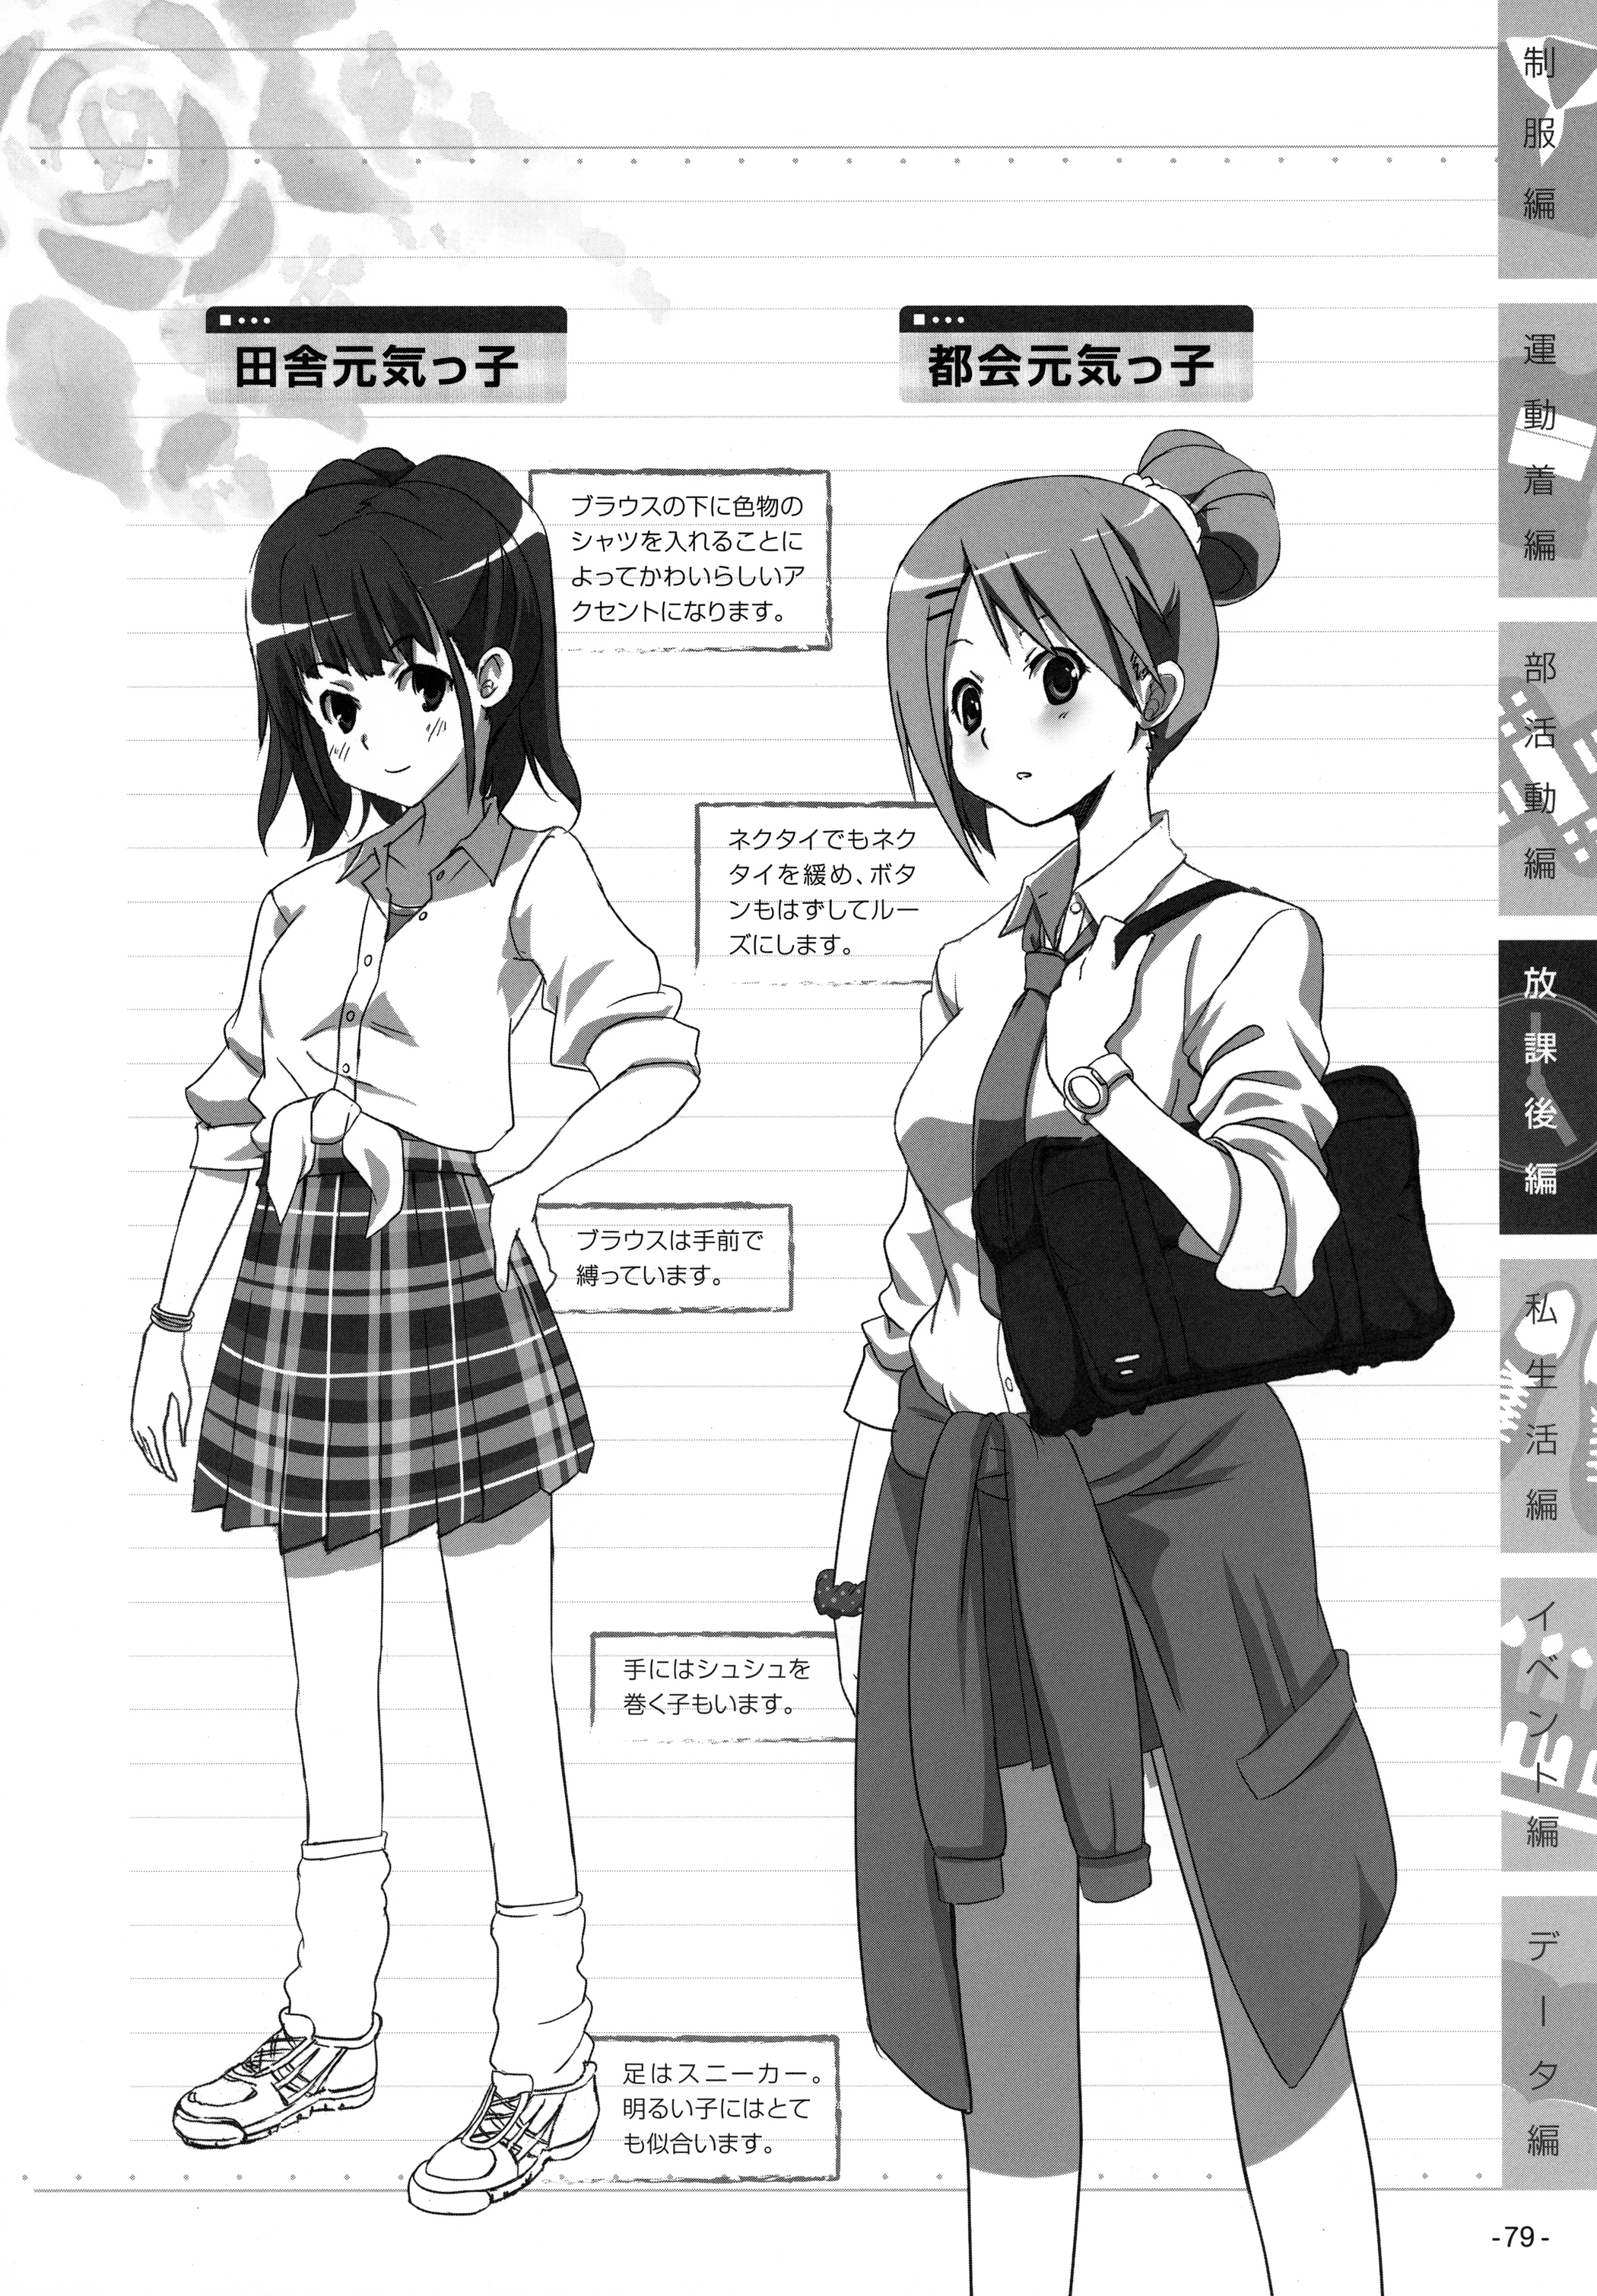 田舎元気っ子
都会元気っ子
ブラウスの下に色物の
シャツを入れることに
よってかわいらしいア
クセントになります。
ネクタイでもネク
タイを緩め、ボタ
ンもはずしてルー
ズにします。
ブラウスは手前で
縛っています。
手にはシュシュを
巻く子もいます。
足はスニーカー。
明るい子にはとて
も似合います。
制服編
運動着編
部活動編
放課後編
私生活編
イベント編
データ編
-79-